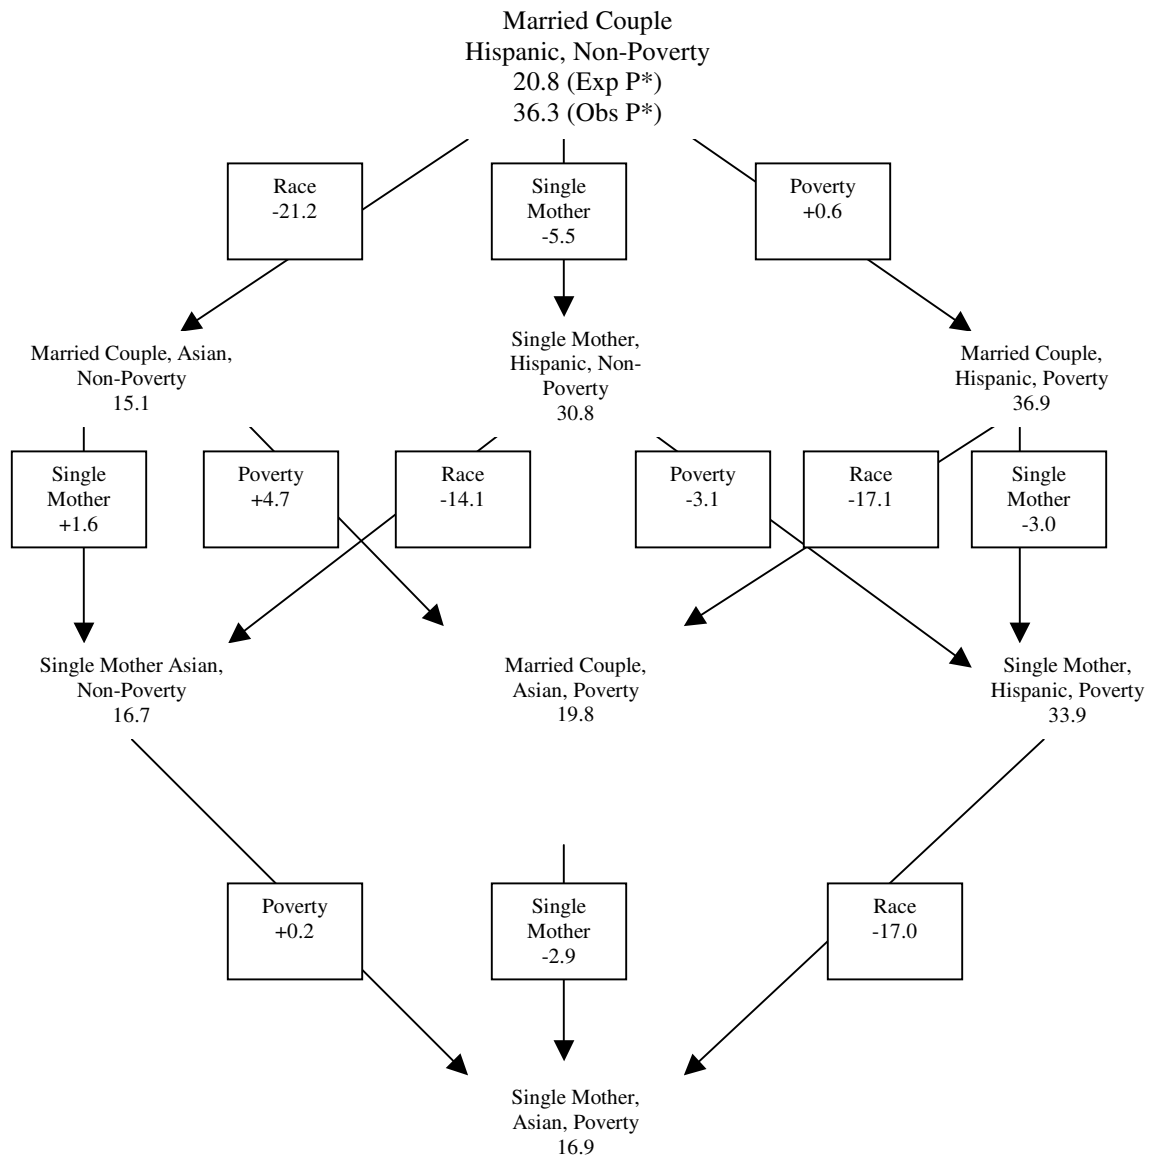 Married Couple
Hispanic, Non-Poverty
20.8 (Exp P*)
36.3 (Obs P*)
Race
-21.2
Single
Mother
-5.5
Poverty
+0.6
Married Couple, Asian,
Non-Poverty
15.1
Single Mother,
Hispanic, Non-
Poverty
30.8
Married Couple,
Hispanic, Poverty
36.9
Single
Mother
+1.6
Poverty
+4.7
Race
-14.1
Poverty
-3.1
Race
-17.1
Single
Mother
-3.0
Single Mother Asian,
Non-Poverty
16.7
Married Couple,
Asian, Poverty
19.8
Single Mother,
Hispanic, Poverty
33.9
Poverty
+0.2
Single
Mother
-2.9
Race
-17.0
Single Mother,
Asian, Poverty
16.9